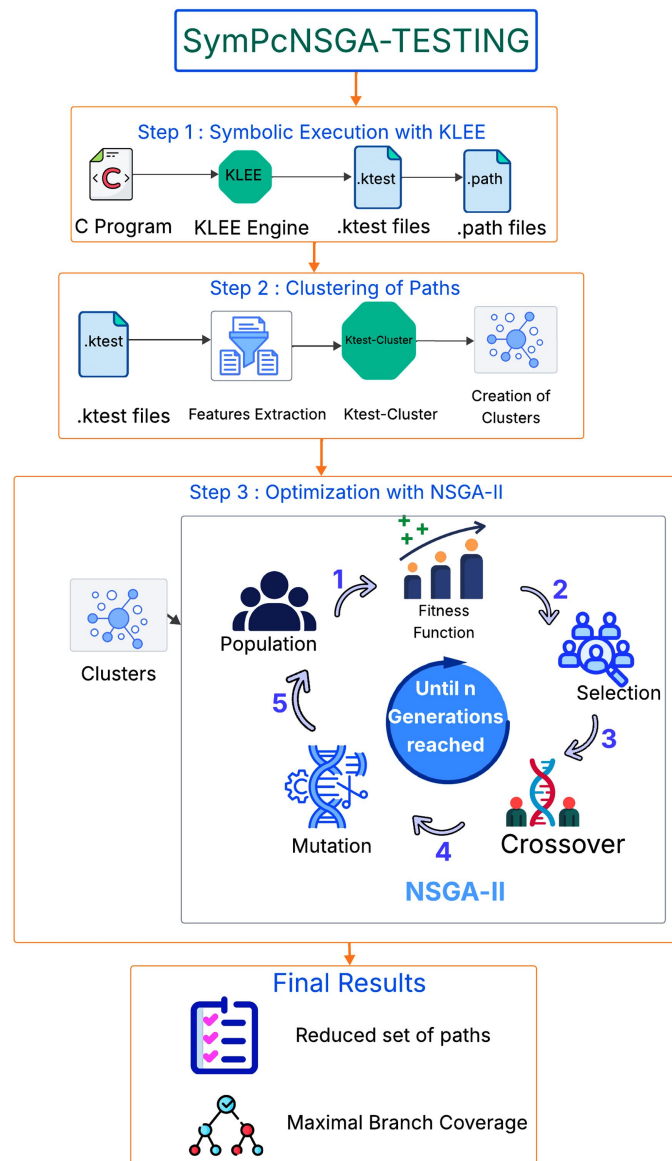 SymPcNSGA-TESTING
Step 1 : Symbolic Execution with KLEE
C
KLEE
.ktest
.path
C Program
KLEE Engine
.ktest files
.path files
Step 2 : Clustering of Paths
.ktest
Ktest-Cluster
.ktest files
Features Extraction
Ktest-Cluster
Creation of
Clusters
Step 3 : Optimization with NSGA-II
Clusters
Population
1
Fitness
Function
2
Selection
3
Crossover
4
Mutation
5
Until n
Generations
reached
NSGA-II
Final Results
Reduced set of paths
Maximal Branch Coverage